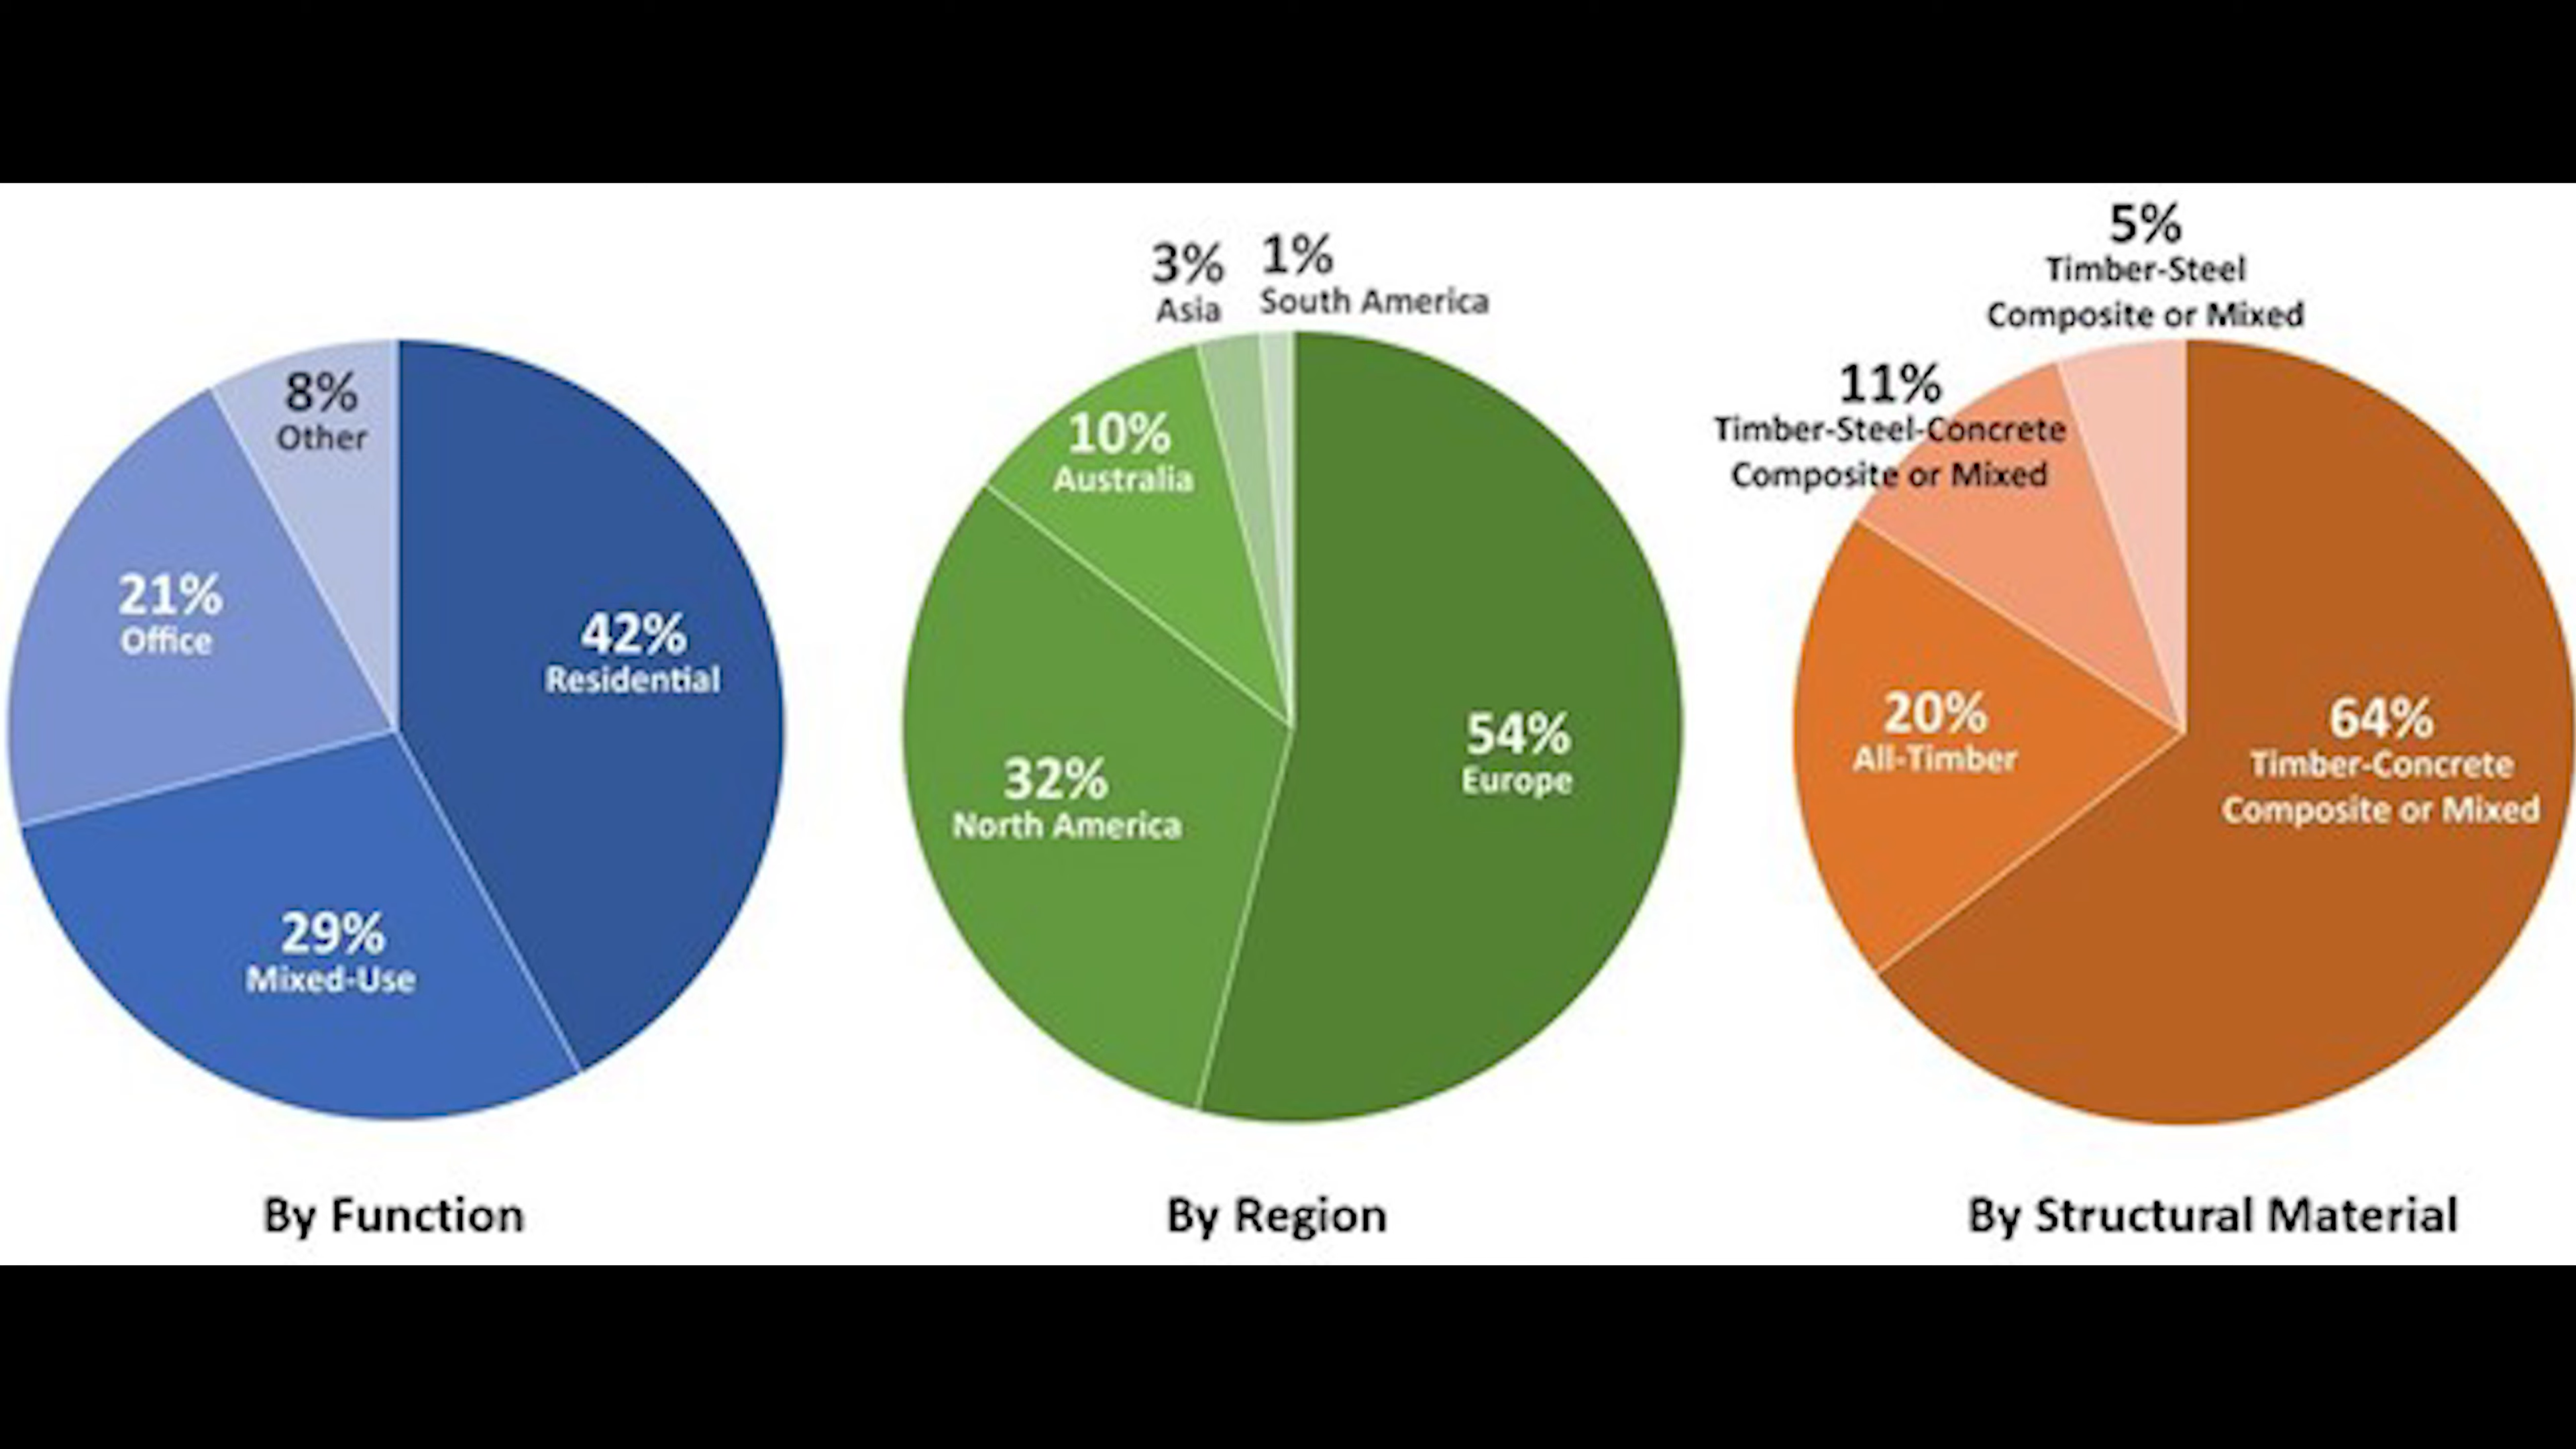 8%
Other
42%
Residential
21%
Office
29%
Mixed-Use
By Function
3%
Asia
1%
South America
10%
Australia
54%
Europe
32%
North America
By Region
5%
Timber-Steel
Composite or Mixed
11%
Timber-Steel-Concrete
Composite or Mixed
20%
All-Timber
64%
Timber-Concrete
Composite or Mixed
By Structural Material